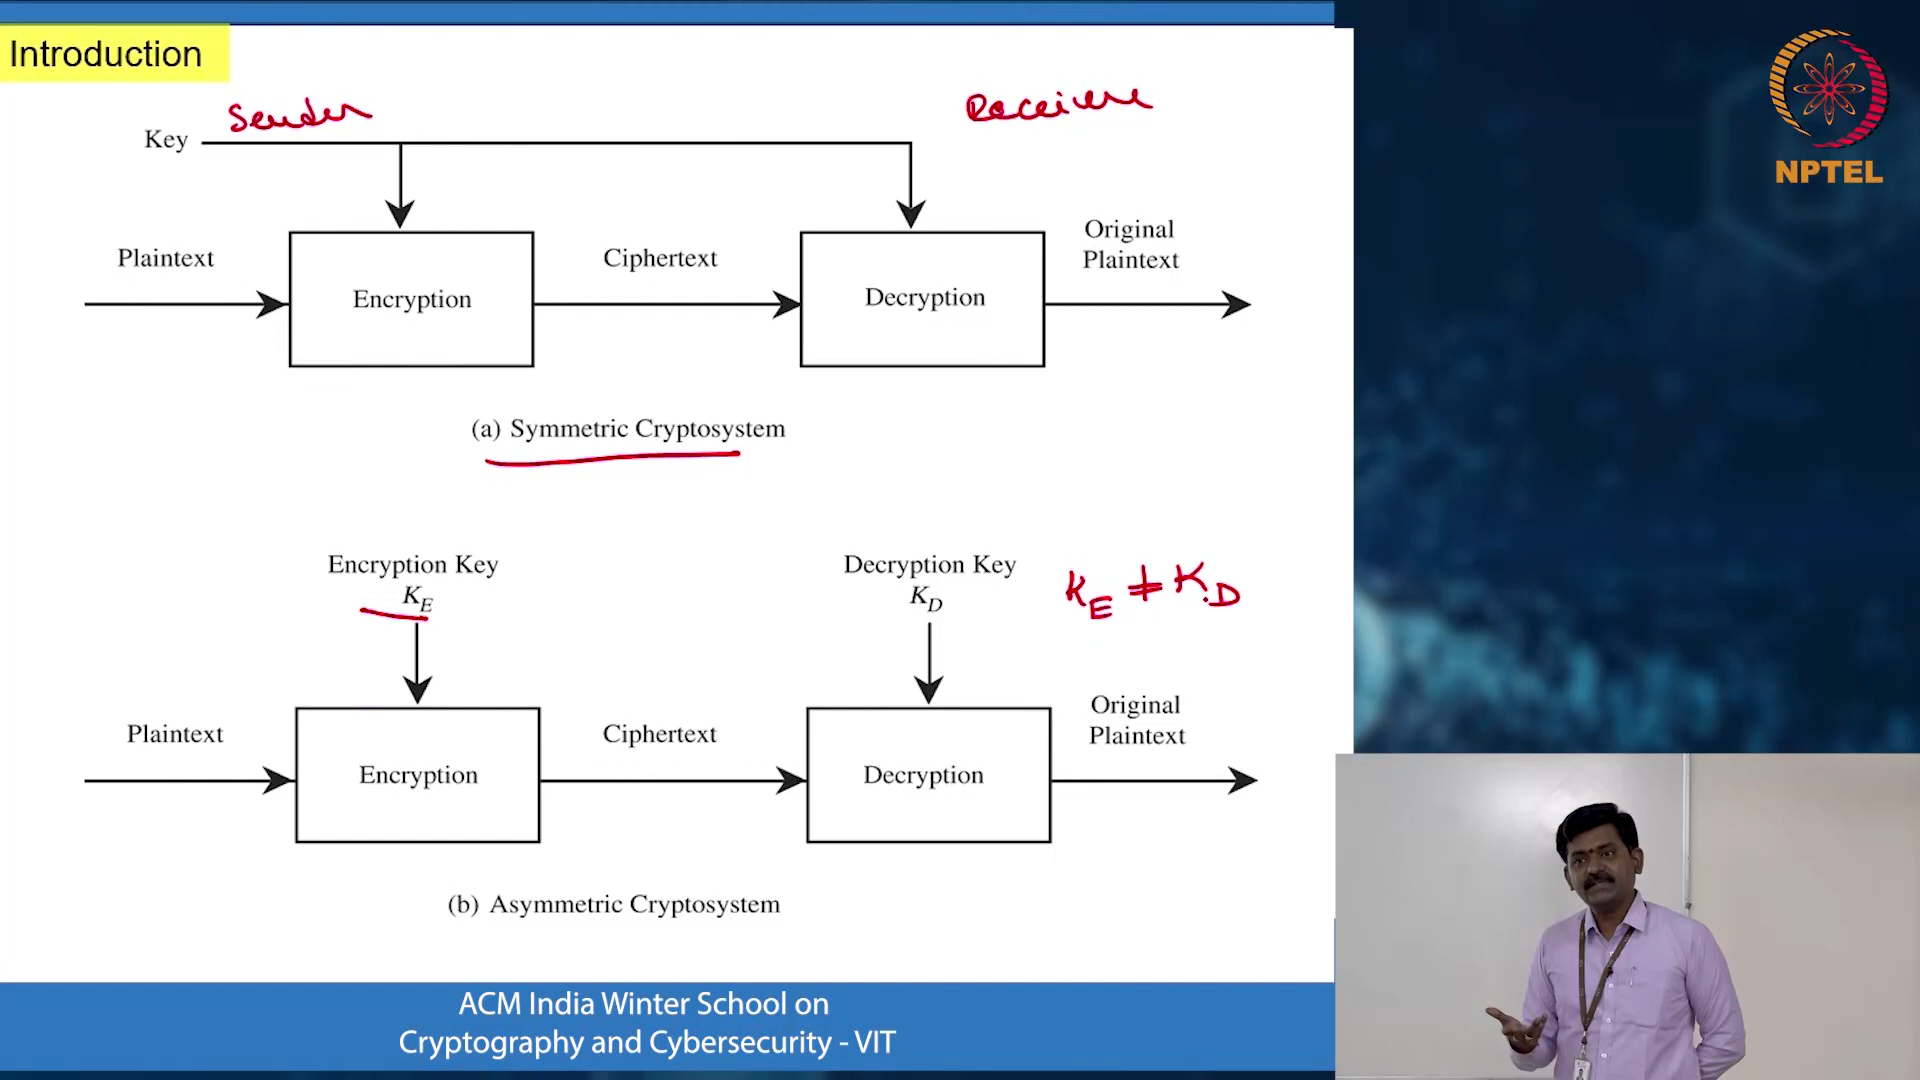 Introduction
Sender
Receiver
Key
Plaintext
Encryption
Ciphertext
Decryption
Original
Plaintext
(a) Symmetric Cryptosystem
Encryption Key
K_E
Decryption Key
K_D
K_E ≠ K_D
Plaintext
Encryption
Ciphertext
Decryption
Original
Plaintext
(b) Asymmetric Cryptosystem
ACM India Winter School on
Cryptography and Cybersecurity - VIT
NPTEL